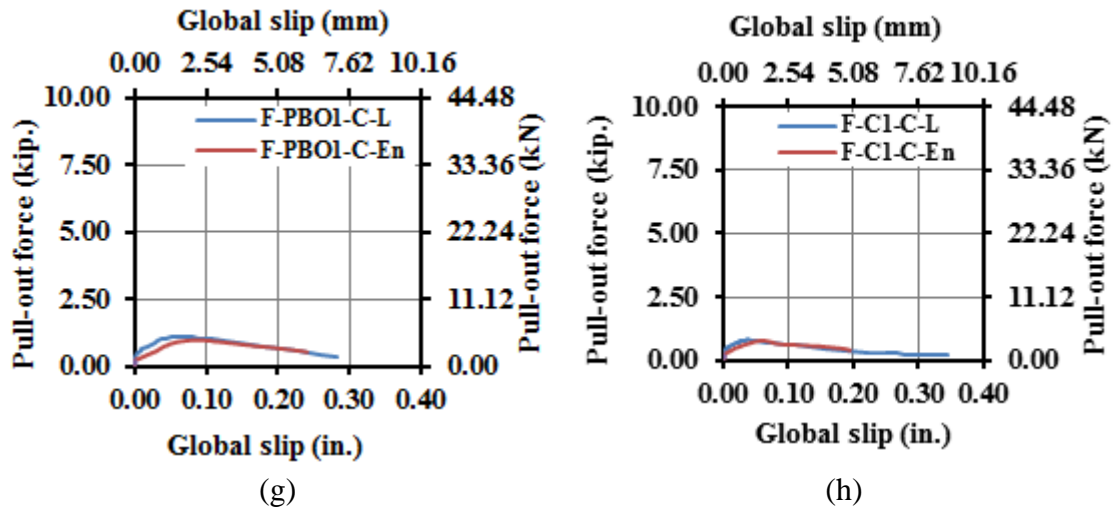 Global slip (mm)
0.00 2.54 5.08 7.62 10.16
10.00
7.50
5.00
2.50
0.00
Pull-out force (kip.)
F-PBO1-C-L
F-PBO1-C-En
44.48
33.36
22.24
11.12
0.00
Pull-out force (kN)
0.00 0.10 0.20 0.30 0.40
Global slip (in.)
(g)
Global slip (mm)
0.00 2.54 5.08 7.62 10.16
10.00
7.50
5.00
2.50
0.00
Pull-out force (kip.)
F-C1-C-L
F-C1-C-En
44.48
33.36
22.24
11.12
0.00
Pull-out force (kN)
0.00 0.10 0.20 0.30 0.40
Global slip (in.)
(h)